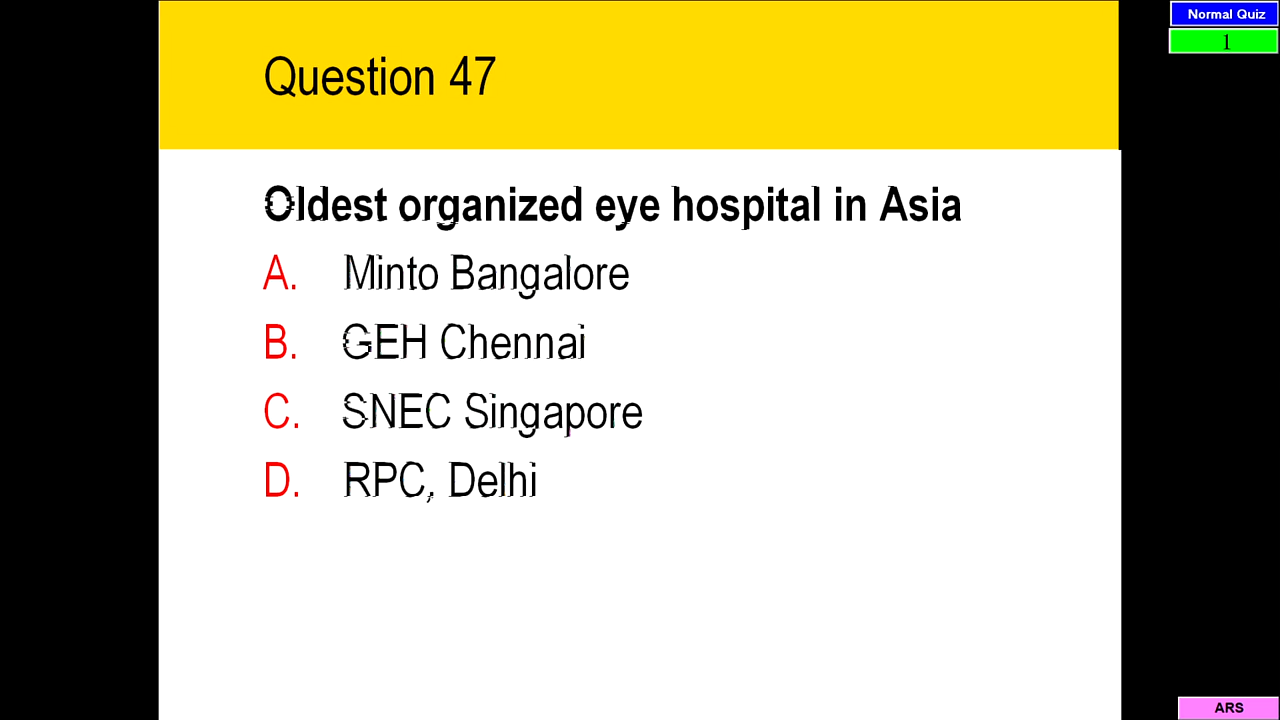 Normal Quiz
1
Question 47
Oldest organized eye hospital in Asia
A. Minto Bangalore
B. GEH Chennai
C. SNEC Singapore
D. RPC, Delhi
ARS